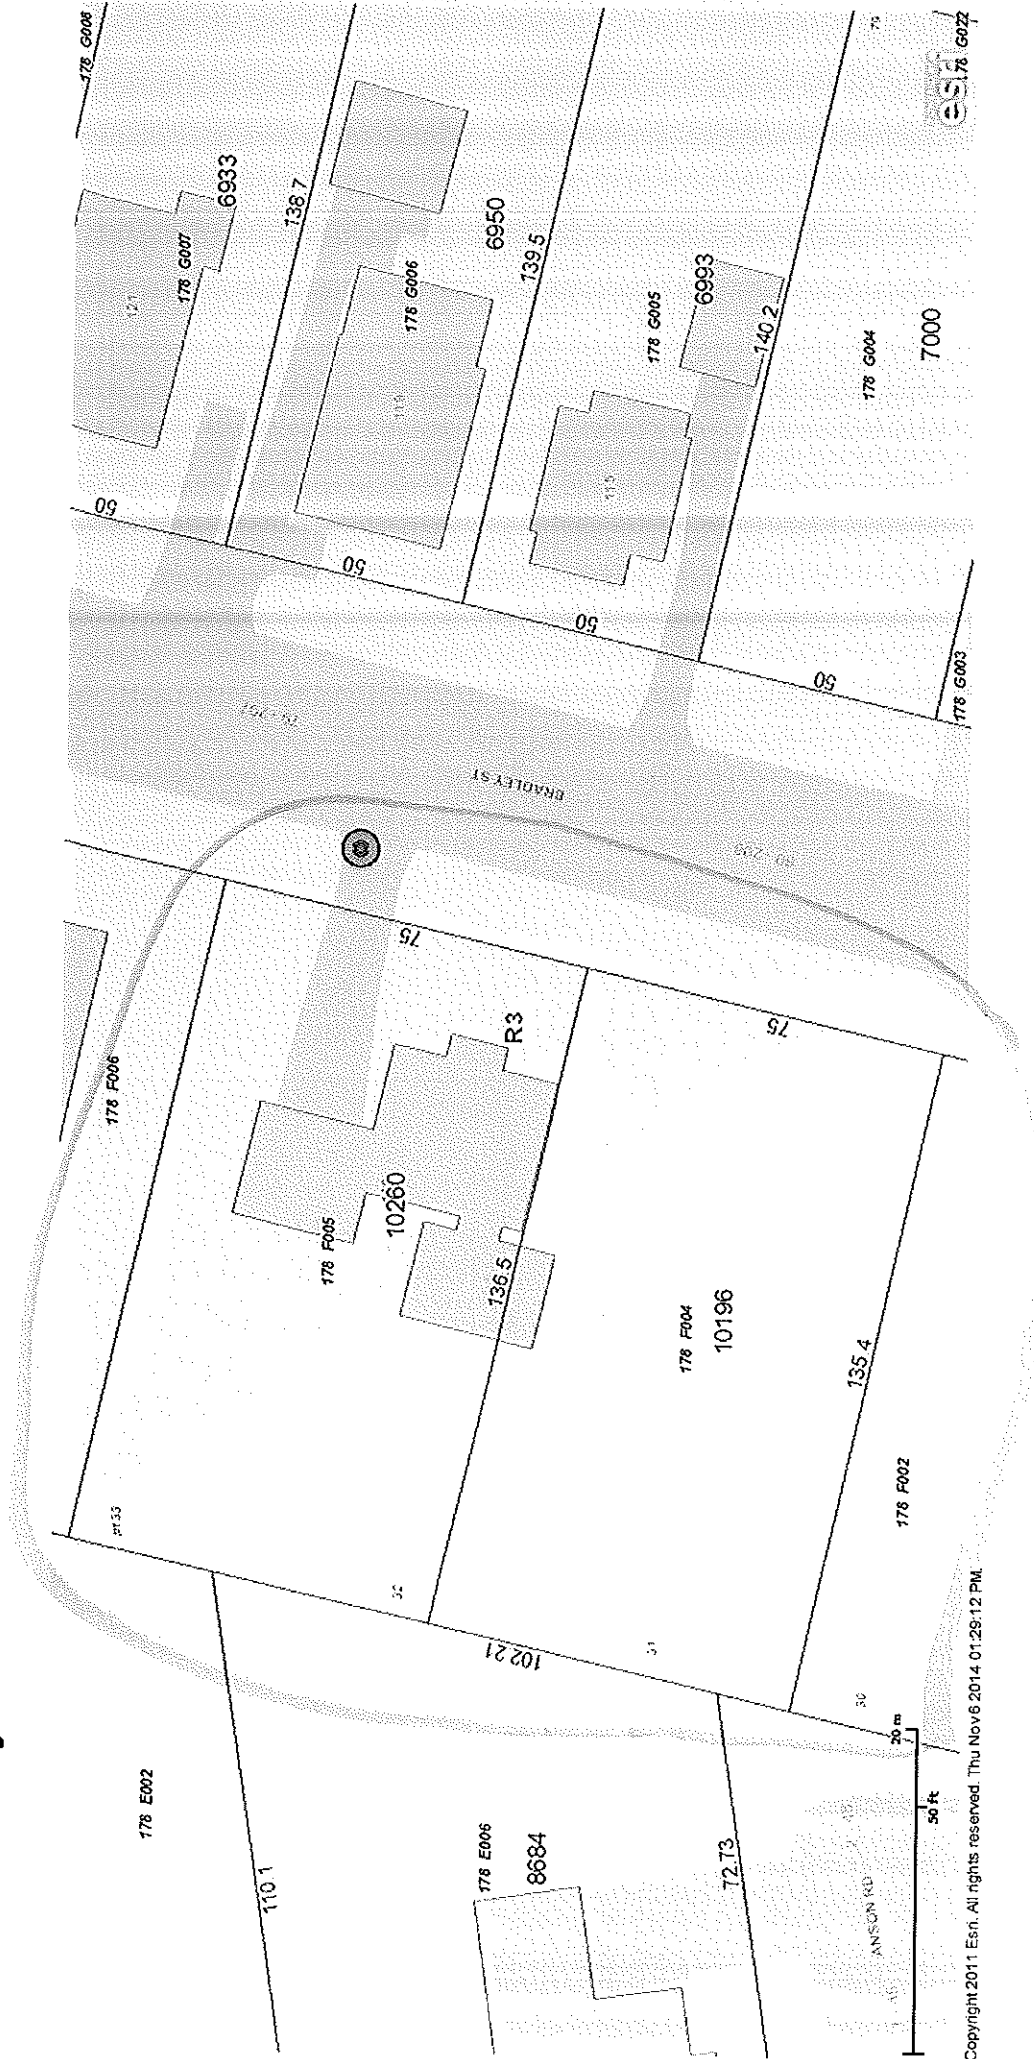 178 G008
6933
178 G007
138.7
6950
178 G006
139.5
6993
178 G005
140.2
178 G004
7000
esri
178 G022
50
50
50
50
178 G003
BRADLEY ST
75
75
178 F006
R3
10260
178 F005
136.5
178 F004
10196
135.4
178 F002
32
31
30
102.21
178 E002
110.1
178 E006
8684
72.73
ANSON RD
20 m
50 ft
Copyright 2011 Esri. All rights reserved. Thu Nov 6 2014 01:29:12 PM.